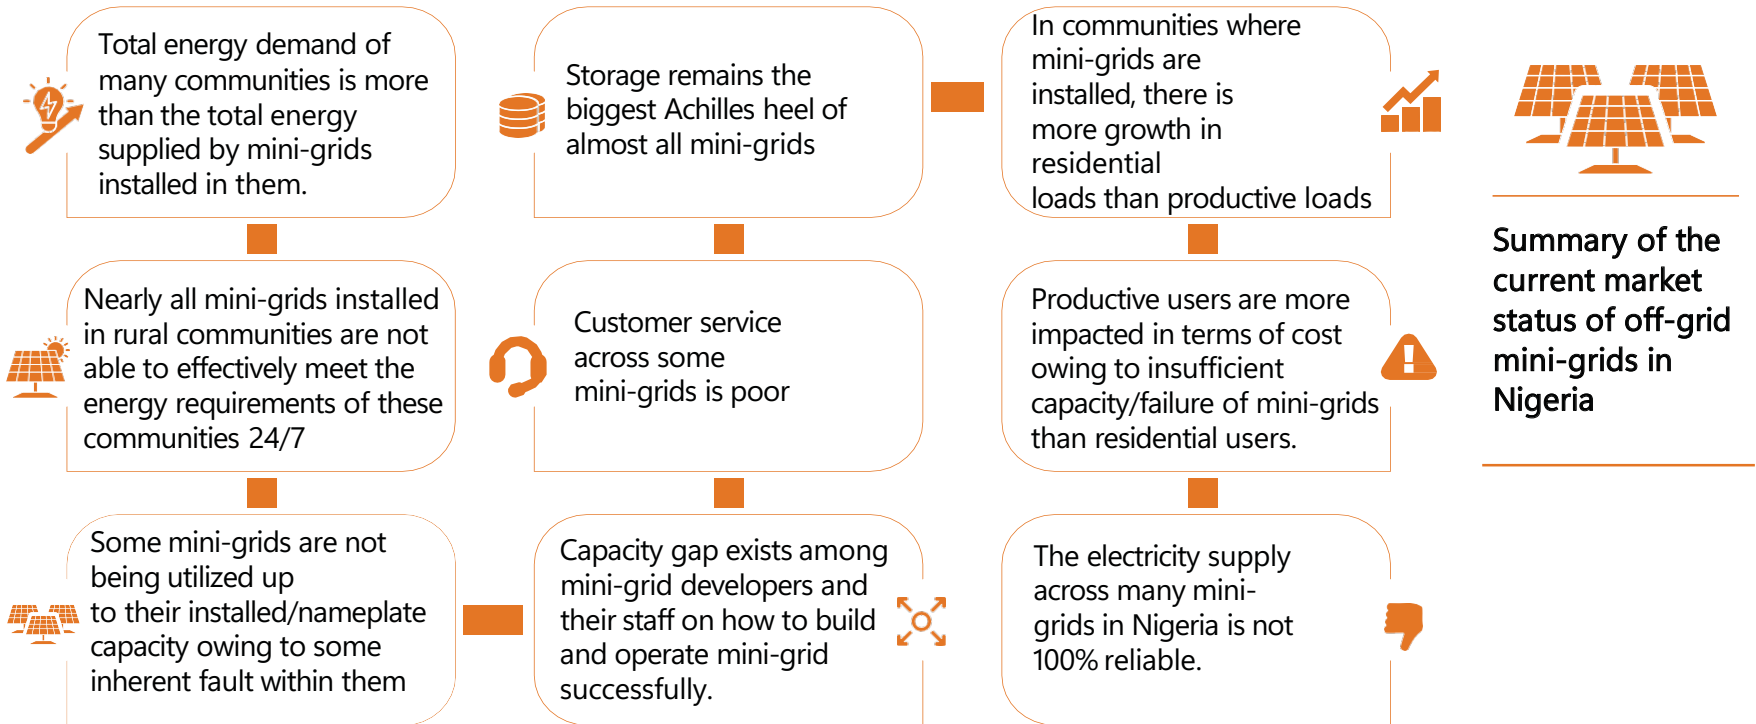 Total energy demand of
many communities is more
than the total energy
supplied by mini-grids
installed in them.
Nearly all mini-grids installed
in rural communities are not
able to effectively meet the
energy requirements of these
communities 24/7
Some mini-grids are not
being utilized up
to their installed/nameplate
capacity owing to some
inherent fault within them
Capacity gap exists among
mini-grid developers and
their staff on how to build
and operate mini-grid
successfully.
Customer service
across some
mini-grids is poor
Storage remains the
biggest Achilles heel of
almost all mini-grids
In communities where
mini-grids are
installed, there is
more growth in
residential
loads than productive loads
Productive users are more
impacted in terms of cost
owing to insufficient
capacity/failure of mini-grids
than residential users.
The electricity supply
across many mini-
grids in Nigeria is not
100% reliable.
Summary of the
current market
status of off-grid
mini-grids in
Nigeria